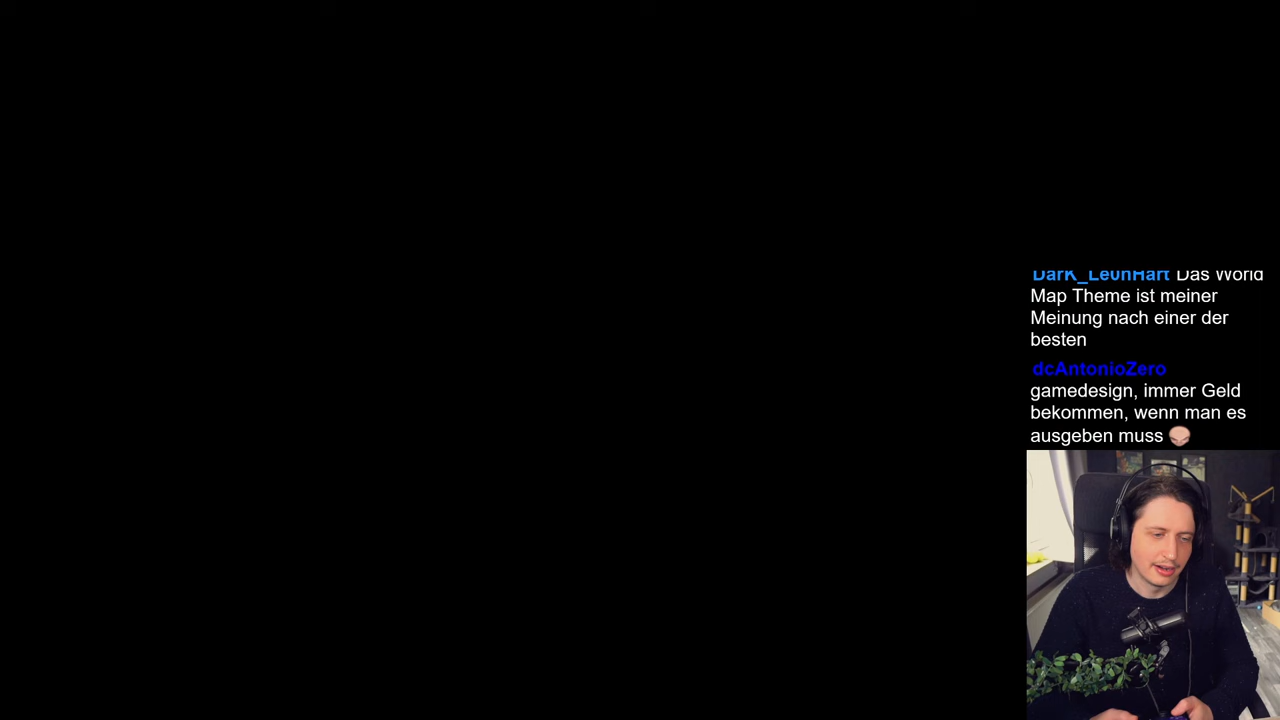 DarK_Le0nHart Das World
Map Theme ist meiner
Meinung nach einer der
besten
dcAntonioZero
gamedesign, immer Geld
bekommen, wenn man es
ausgeben muss